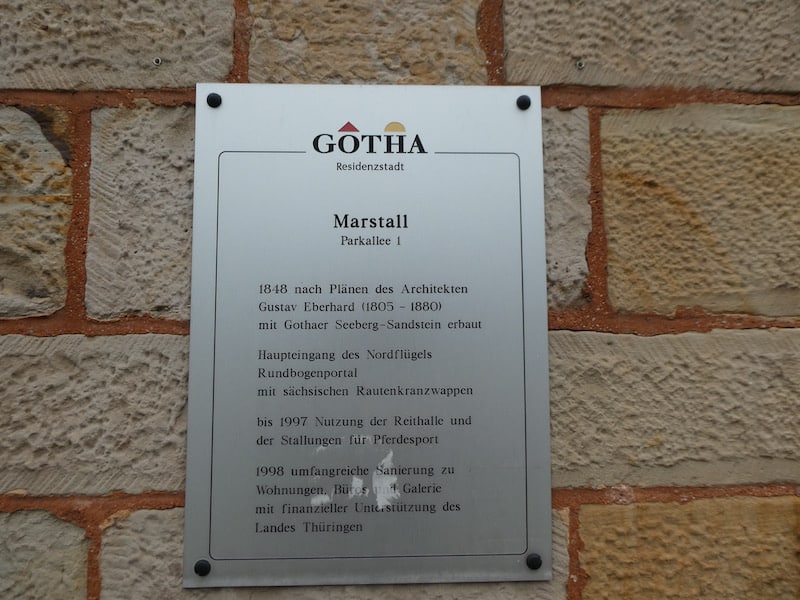 GOTHA
Residenzstadt
Marstall
Parkallee 1
1848 nach Plänen des Architekten
Gustav Eberhard (1805 - 1880)
mit Gothaer Seeberg-Sandstein erbaut
Haupteingang des Nordflügels
Rundbogenportal
mit sächsischen Rautenkranzwappen
bis 1997 Nutzung der Reithalle und
der Stallungen für Pferdesport
1998 umfangreiche Sanierung zu
Wohnungen, Büros und Galerie
mit finanzieller Unterstützung des
Landes Thüringen